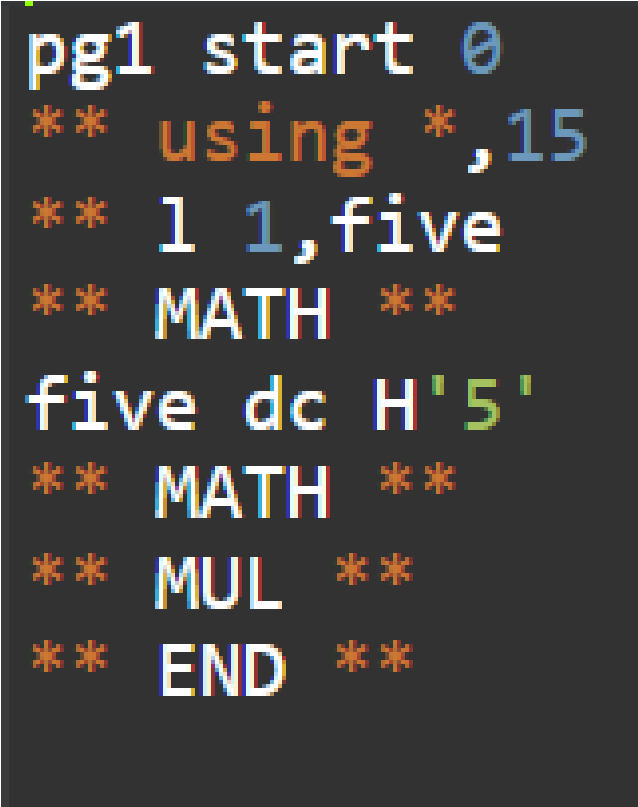 pg1 start 0
** using *,15
** l 1,five
** MATH **
five dc H'5'
** MATH **
** MUL **
** END **